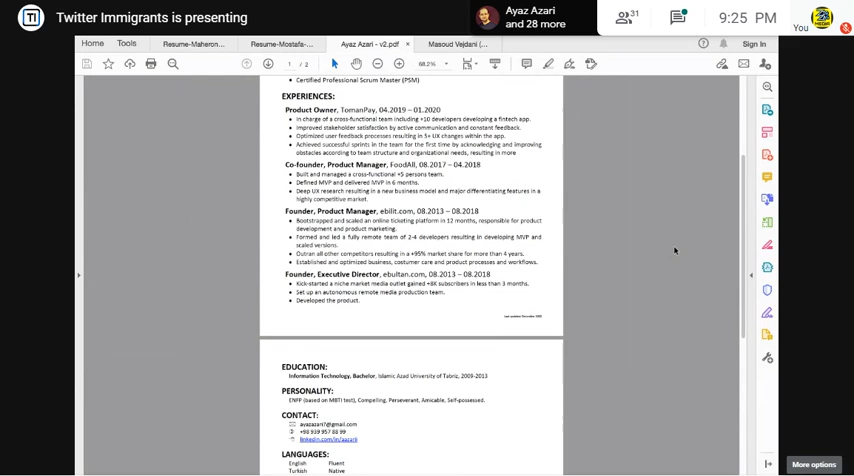 Twitter Immigrants is presenting
Ayaz Azari
and 28 more
31
9:25 PM
You
Home
Tools
Resume-Maheron...
Resume-Mostafa-...
Ayaz Azari - v2.pdf
Masoud Vejdani (...
Sign In
1 / 2
68.2%
Certified Professional Scrum Master (PSM)
EXPERIENCES:
Product Owner, TomanPay, 04.2019 – 01.2020
In charge of a cross-functional team including +10 developers developing a fintech app.
Improved stakeholder satisfaction by active communication and constant feedback.
Optimized user feedback processes resulting in 5+ UX changes within the app.
Achieved successful sprints in the team for the first time by acknowledging and improving
obstacles according to team structure and organizational needs, resulting in more
Co-founder, Product Manager, FoodAll, 08.2017 – 04.2018
Built and managed a cross-functional +5 persons team.
Defined MVP and delivered MVP in 6 months.
Deep UX research resulting in a new business model and major differentiating features in a
highly competitive market.
Founder, Product Manager, ebilit.com, 08.2013 – 08.2018
Bootstrapped and scaled an online ticketing platform in 12 months, responsible for product
development and product marketing.
Formed and led a fully remote team of 2-4 developers resulting in developing MVP and
scaled versions.
Outran all other competitors resulting in a +95% market share for more than 4 years.
Established and optimized business, costumer care and product processes and workflows.
Founder, Executive Director, ebultan.com, 08.2013 – 08.2018
Kick-started a niche market media outlet gained +8K subscribers in less than 3 months.
Set up an autonomous remote media production team.
Developed the product.
EDUCATION:
Information Technology, Bachelor, Islamic Azad University of Tabriz, 2009-2013
PERSONALITY:
ENFP (based on MBTI test), Compelling, Perseverant, Amicable, Self-possessed.
CONTACT:
ayazazari7@gmail.com
+98 939 957 88 99
linkedin.com/in/aazarii
LANGUAGES:
English Fluent
Turkish Native
More options